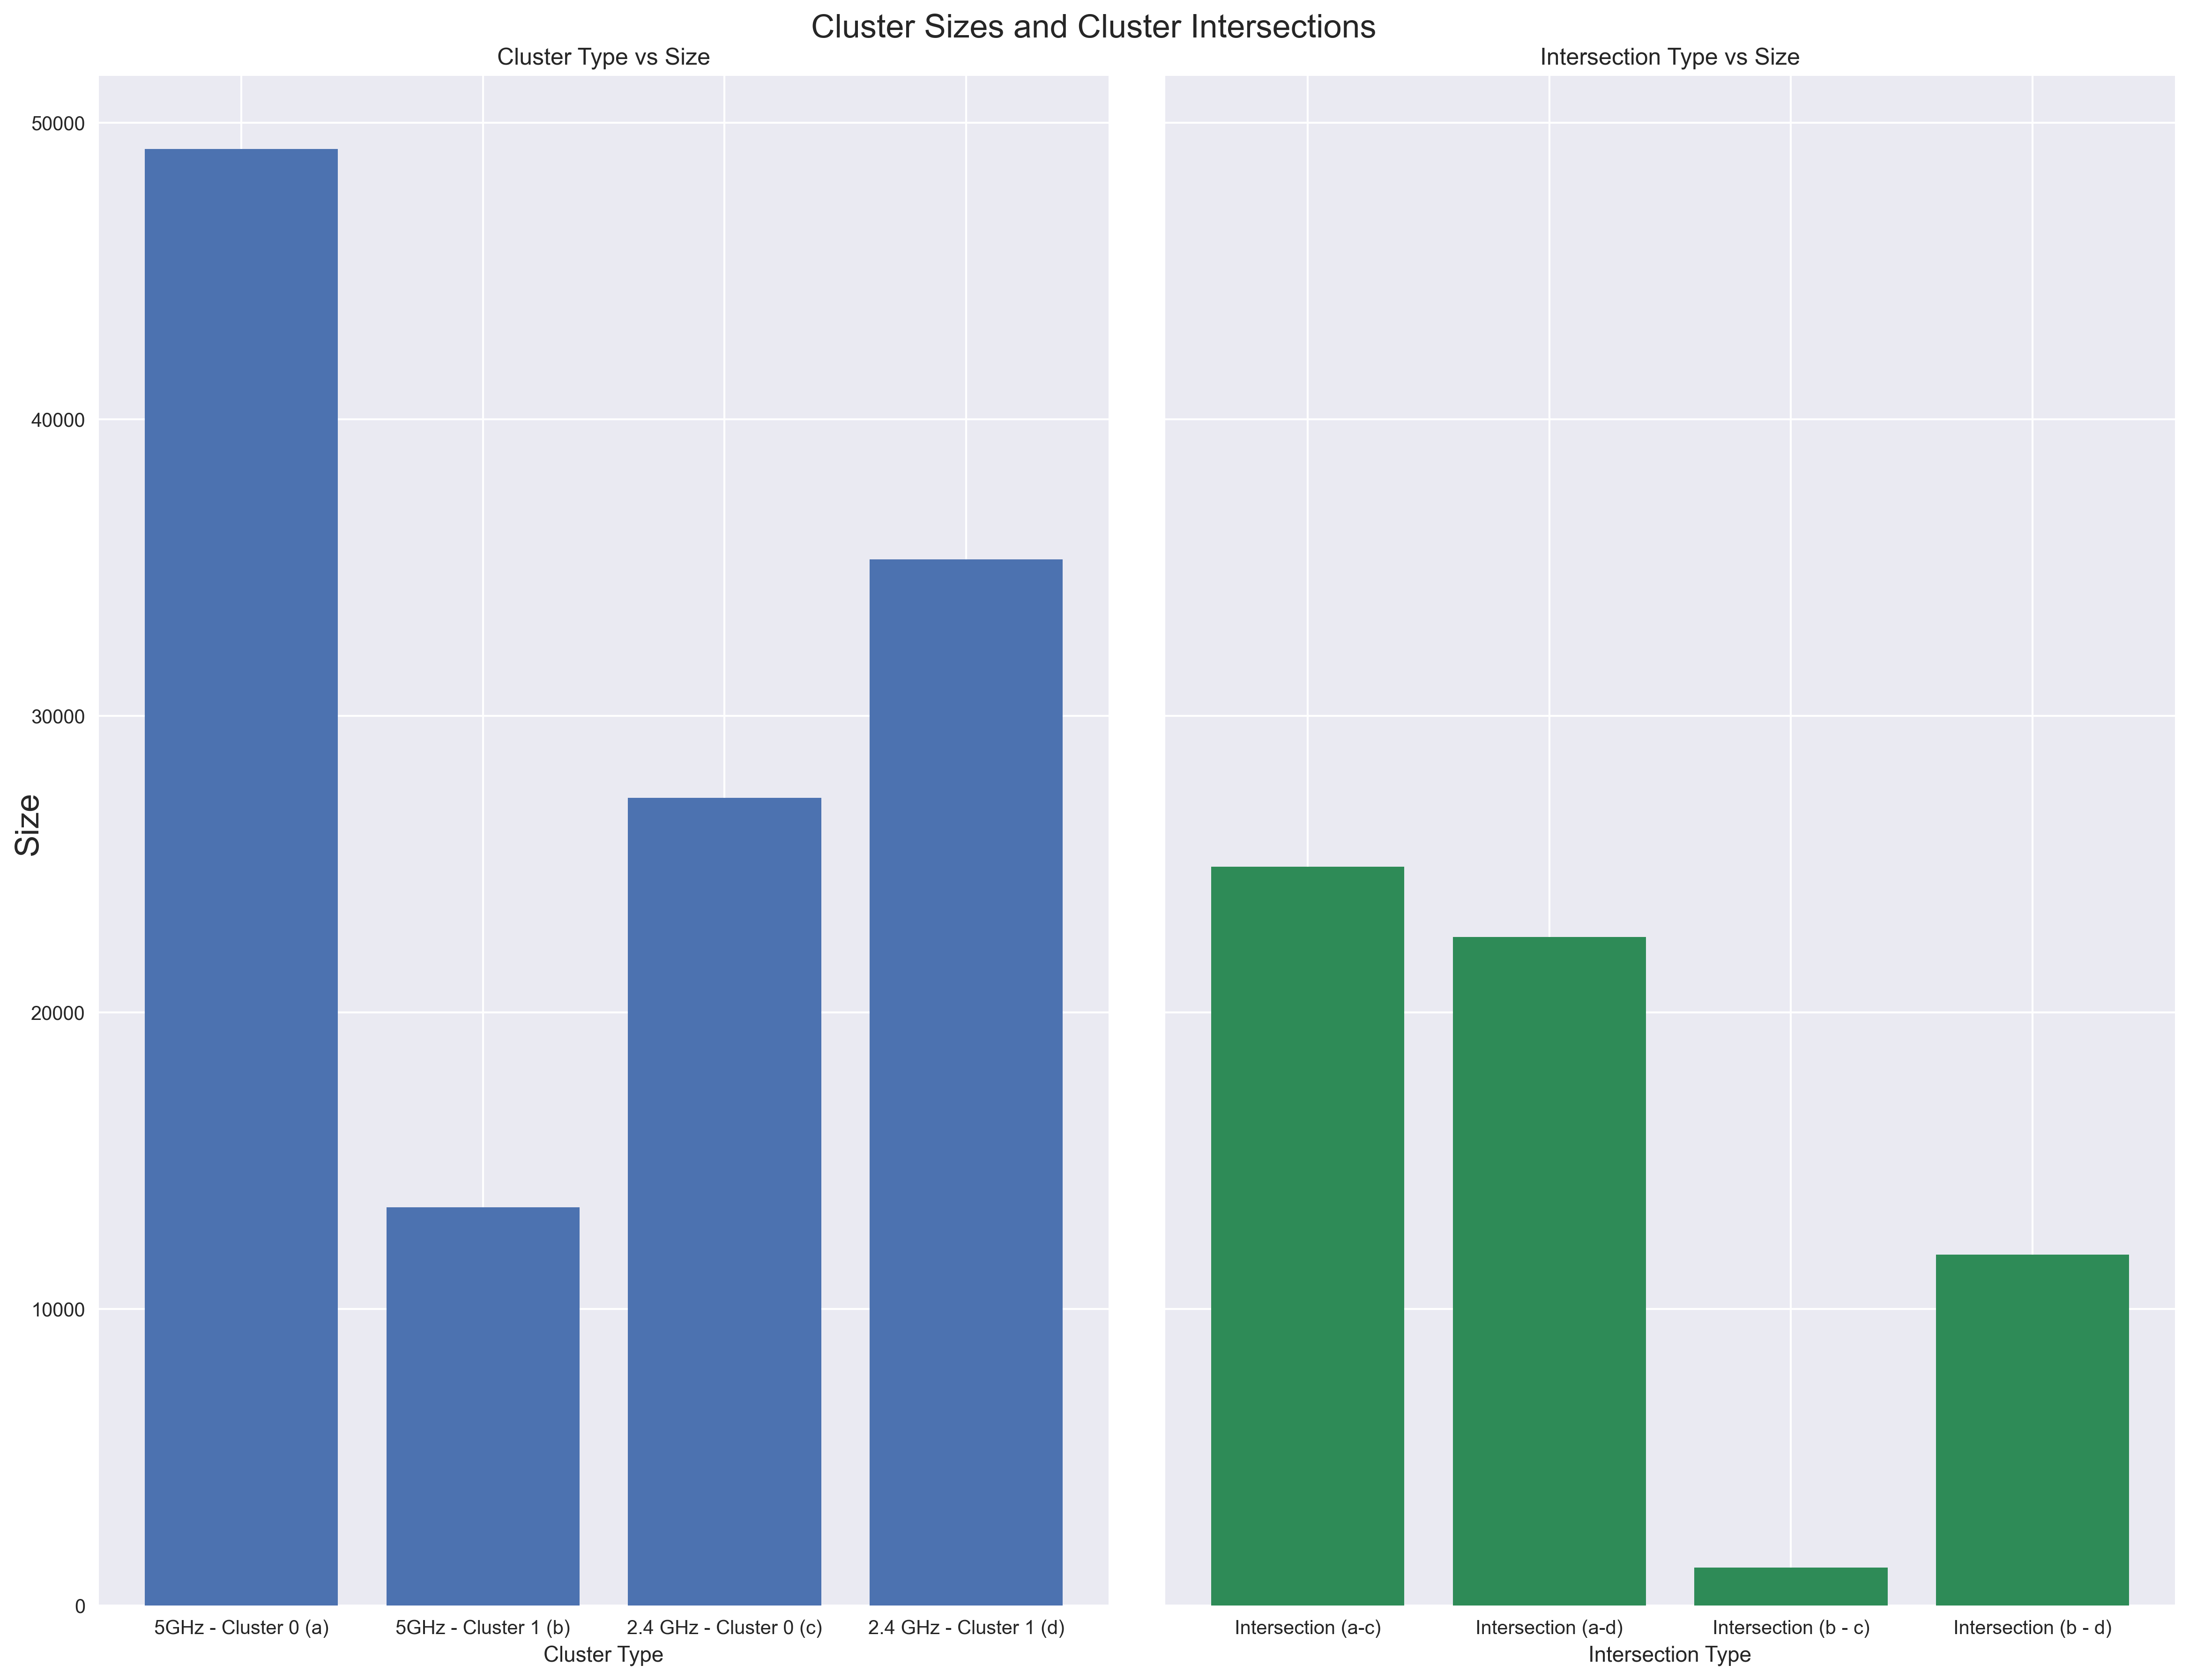 Cluster Sizes and Cluster Intersections
Cluster Type vs Size
Size
50000
40000
30000
20000
10000
0
5GHz - Cluster 0 (a)
5GHz - Cluster 1 (b)
2.4 GHz - Cluster 0 (c)
2.4 GHz - Cluster 1 (d)
Cluster Type
Intersection Type vs Size
Intersection (a-c)
Intersection (a-d)
Intersection (b - c)
Intersection (b - d)
Intersection Type